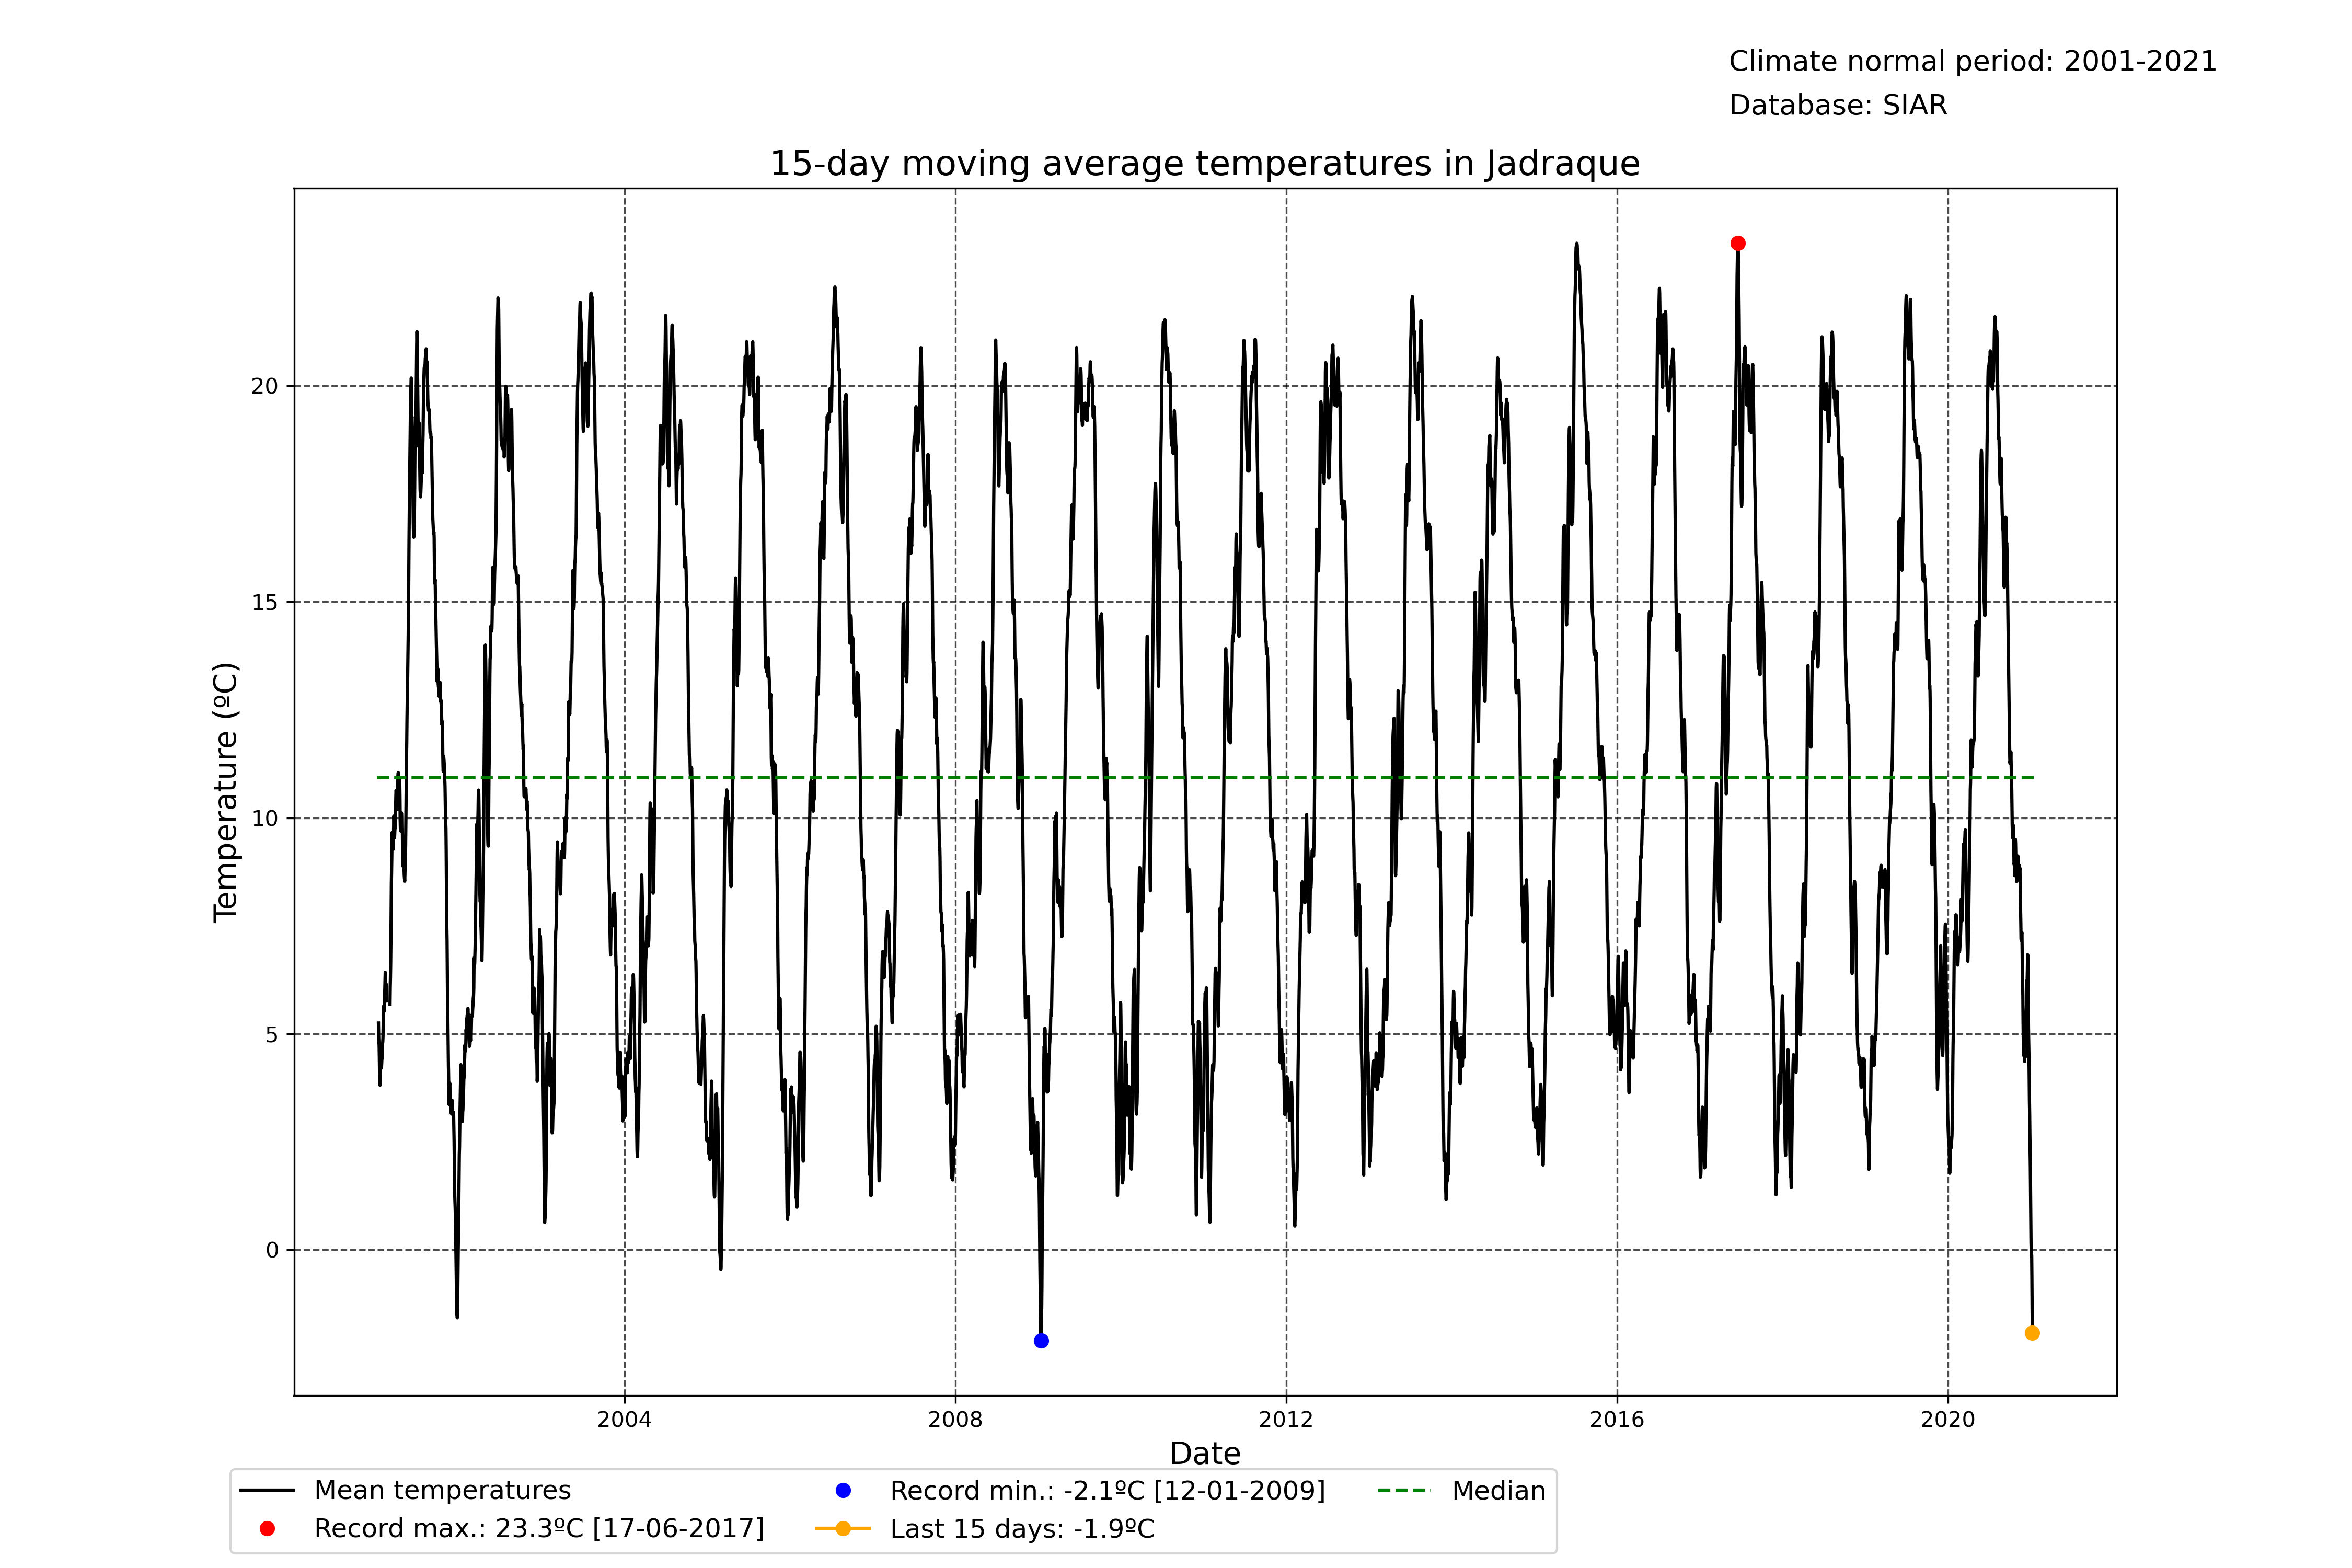 Climate normal period: 2001-2021
Database: SIAR
15-day moving average temperatures in Jadraque
Temperature (ºC)
20
15
10
5
0
2004
2008
2012
2016
2020
Date
Mean temperatures
Record max.: 23.3ºC [17-06-2017]
Record min.: -2.1ºC [12-01-2009]
Last 15 days: -1.9ºC
Median